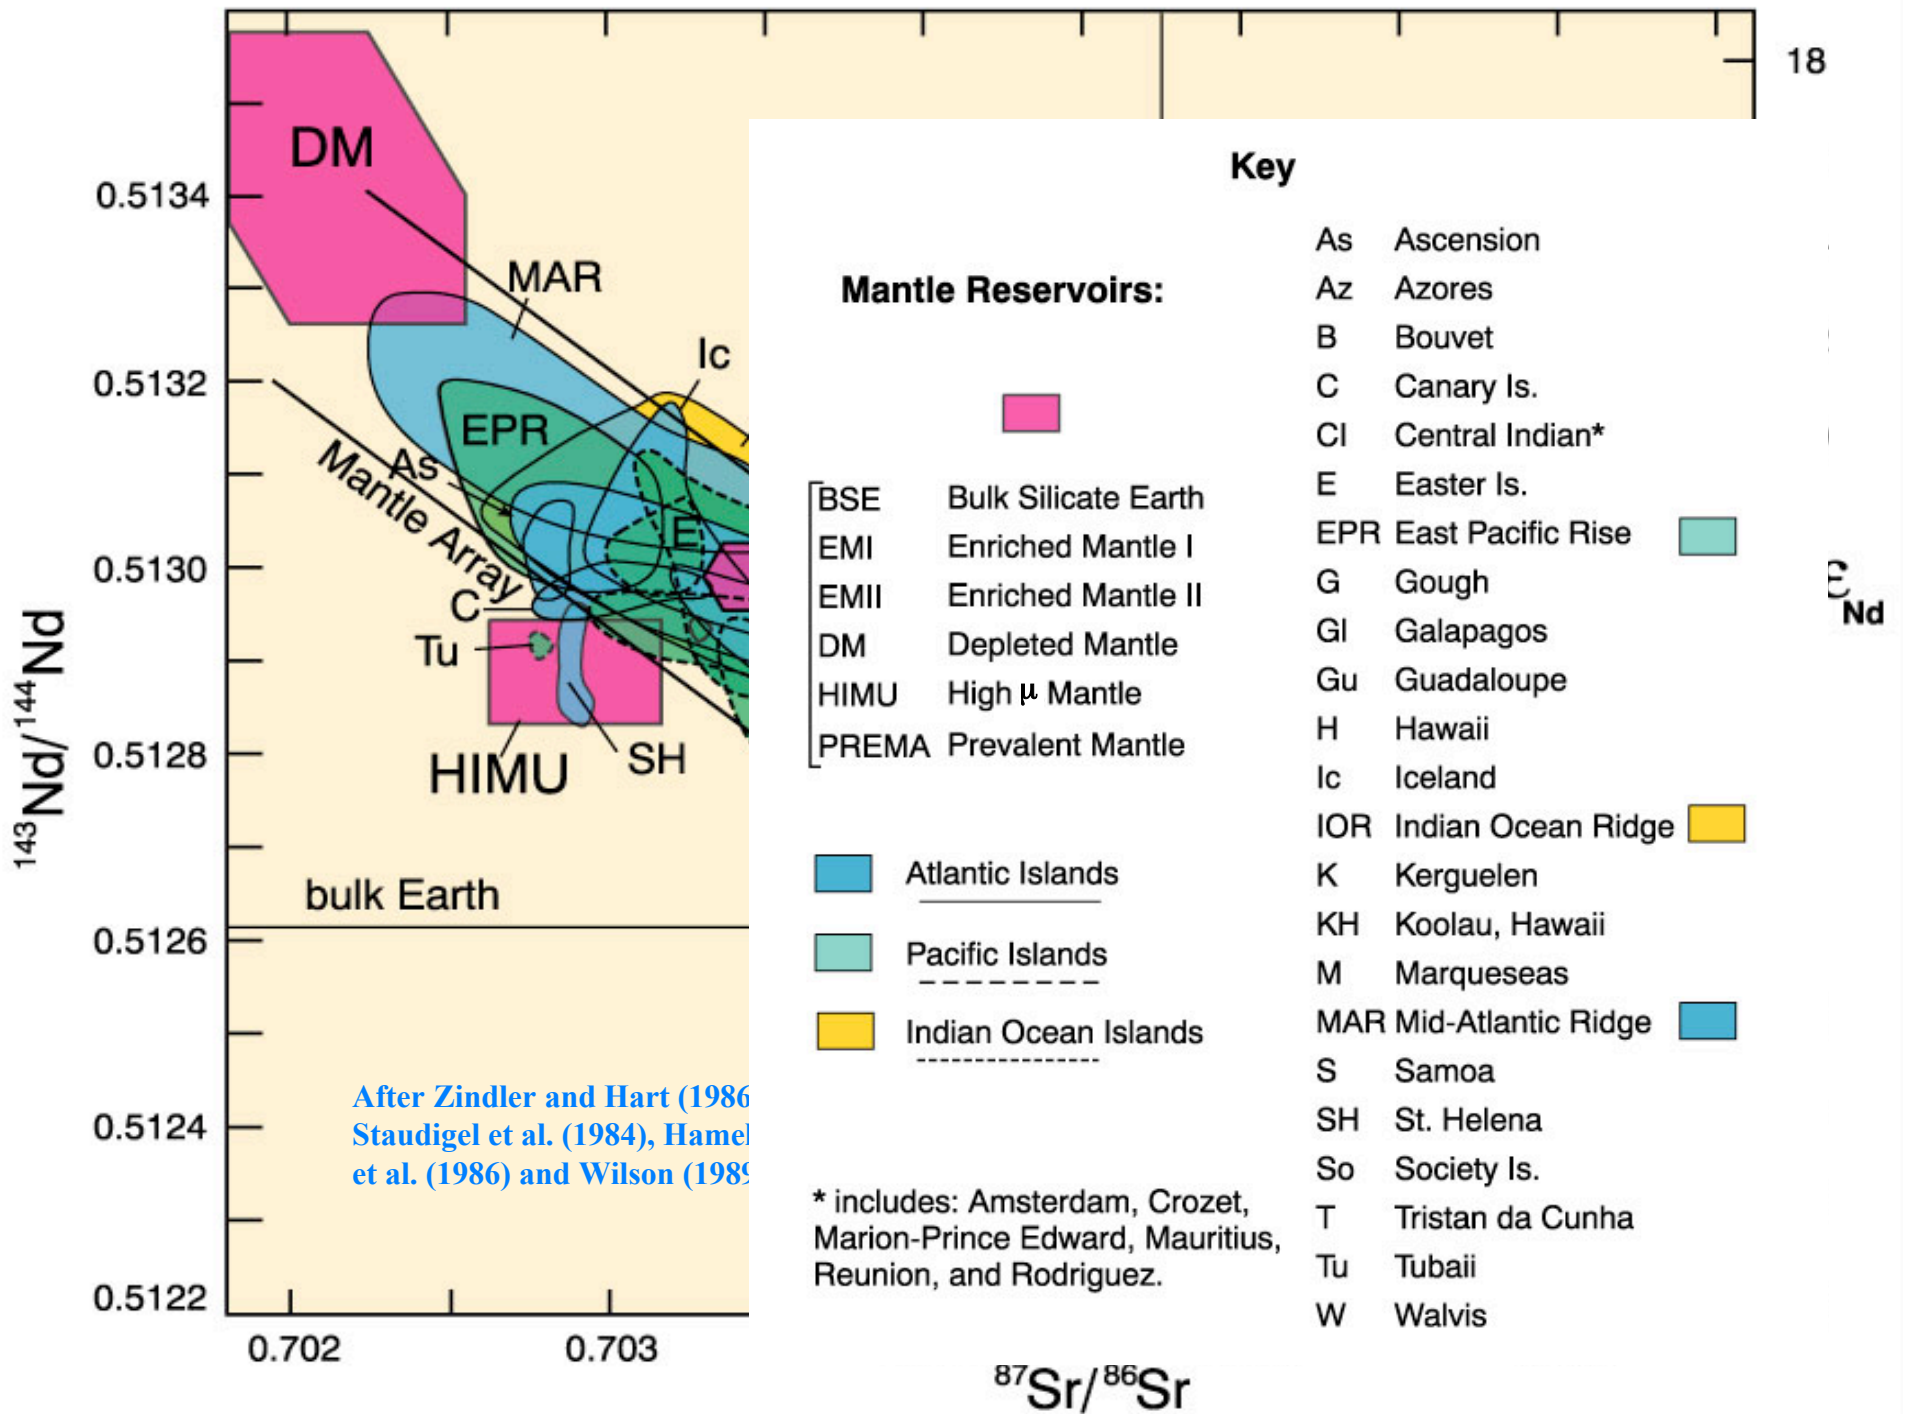 18
DM
0.5134
MAR
Ic
0.5132
EPR
As
Mantle Array
E
0.5130
C
Tu
143Nd/144Nd
0.5128
HIMU
SH
bulk Earth
0.5126
After Zindler and Hart (1986
Staudigel et al. (1984),
et al. (1986) and Wilson (1989
0.5124
0.5122
0.702
0.703
87Sr/86Sr
εNd
Key
Mantle Reservoirs:
BSE Bulk Silicate Earth
EMI Enriched Mantle I
EMII Enriched Mantle II
DM Depleted Mantle
HIMU High μ Mantle
PREMA Prevalent Mantle
Atlantic Islands
Pacific Islands
Indian Ocean Islands
* includes: Amsterdam, Crozet,
Marion-Prince Edward, Mauritius,
Reunion, and Rodriguez.
As Ascension
Az Azores
B Bouvet
C Canary Is.
CI Central Indian*
E Easter Is.
EPR East Pacific Rise
G Gough
Gl Galapagos
Gu Guadaloupe
H Hawaii
Ic Iceland
IOR Indian Ocean Ridge
K Kerguelen
KH Koolau, Hawaii
M Marqueseas
MAR Mid-Atlantic Ridge
S Samoa
SH St. Helena
So Society Is.
T Tristan da Cunha
Tu Tubaii
W Walvis